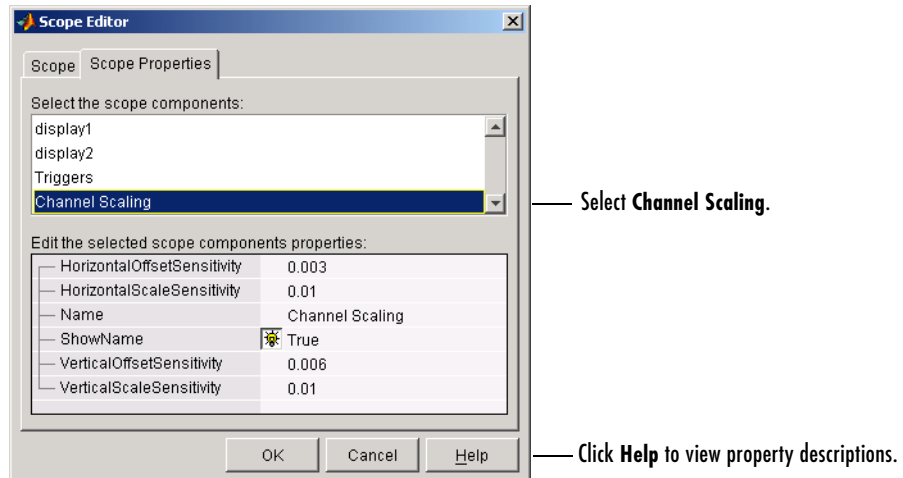 Scope Editor
Scope Scope Properties
Select the scope components:
display1
display2
Triggers
Channel Scaling
Select Channel Scaling.
Edit the selected scope components properties:
HorizontalOffsetSensitivity 0.003
HorizontalScaleSensitivity 0.01
Name Channel Scaling
ShowName True
VerticalOffsetSensitivity 0.006
VerticalScaleSensitivity 0.01
OK Cancel Help
Click Help to view property descriptions.